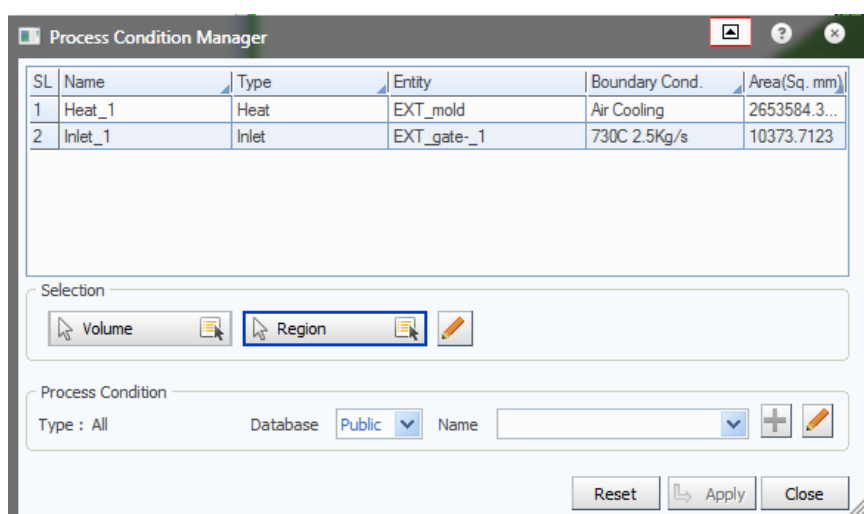 Process Condition Manager
SL Name Type Entity Boundary Cond. Area(Sq. mm)
1 Heat_1 Heat EXT_mold Air Cooling 2653584.3...
2 Inlet_1 Inlet EXT_gate-_1 730C 2.5Kg/s 10373.7123
Selection
Volume Region
Process Condition
Type : All Database Public Name
Reset Apply Close